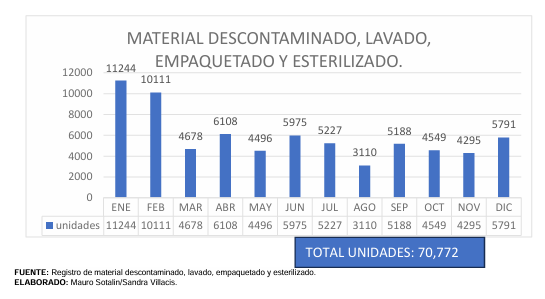 MATERIAL DESCONTAMINADO, LAVADO,
EMPAQUETADO Y ESTERILIZADO.
12000
10000
8000
6000
4000
2000
0
11244 10111 4678 6108 4496 5975 5227 3110 5188 4549 4295 5791
ENE FEB MAR ABR MAY JUN JUL AGO SEP OCT NOV DIC
unidades 11244 10111 4678 6108 4496 5975 5227 3110 5188 4549 4295 5791
TOTAL UNIDADES: 70,772
FUENTE: Registro de material descontaminado, lavado, empaquetado y esterilizado.
ELABORADO: Mauro Sotalin/Sandra Villacis.